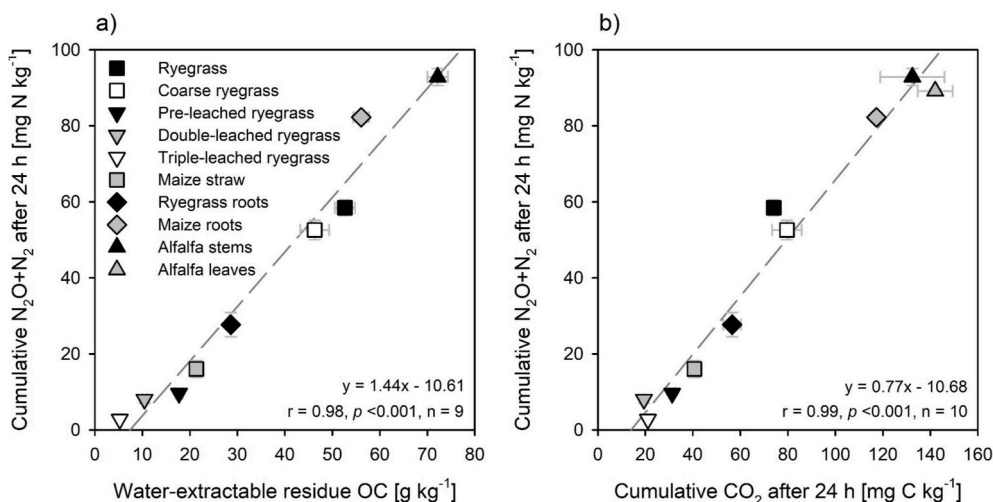 a)
Cumulative N₂O+N₂ after 24 h [mg N kg⁻¹]
100
80
60
40
20
0
Ryegrass
Coarse ryegrass
Pre-leached ryegrass
Double-leached ryegrass
Triple-leached ryegrass
Maize straw
Ryegrass roots
Maize roots
Alfalfa stems
Alfalfa leaves
y = 1.44x - 10.61
r = 0.98, p <0.001, n = 9
0 10 20 30 40 50 60 70 80
Water-extractable residue OC [g kg⁻¹]
b)
Cumulative N₂O+N₂ after 24 h [mg N kg⁻¹]
100
80
60
40
20
0
y = 0.77x - 10.68
r = 0.99, p <0.001, n = 10
0 20 40 60 80 100 120 140 160
Cumulative CO₂ after 24 h [mg C kg⁻¹]